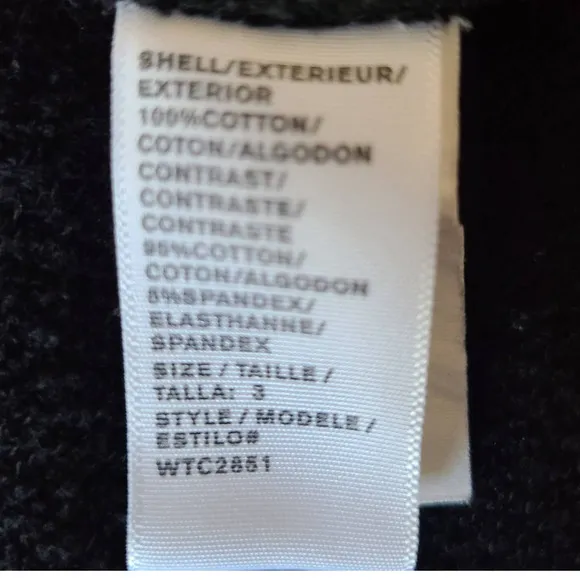 SHELL/EXTERIEUR/
EXTERIOR
100%COTTON/
COTON/ALGODON
CONTRAST/
CONTRASTE/
CONTRASTE
95%COTTON/
COTON/ALGODON
5%SPANDEX/
ELASTHANNE/
SPANDEX
SIZE / TAILLE /
TALLA: 3
STYLE / MODELE /
ESTILO#
WTC2851